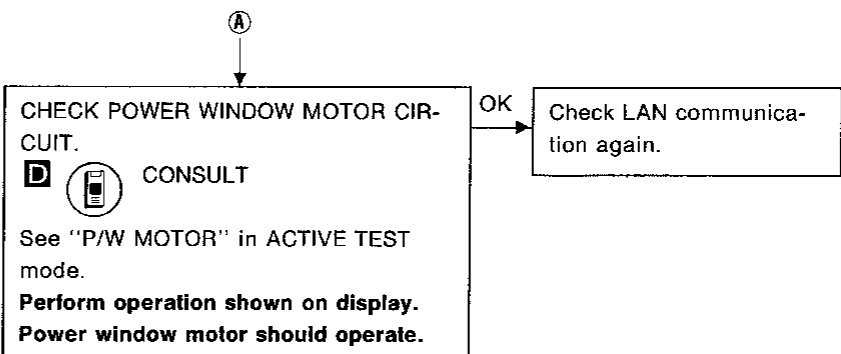 A
CHECK POWER WINDOW MOTOR CIR-
CUIT.
D CONSULT
See "P/W MOTOR" in ACTIVE TEST
mode.
Perform operation shown on display.
Power window motor should operate.
OK
Check LAN communica-
tion again.